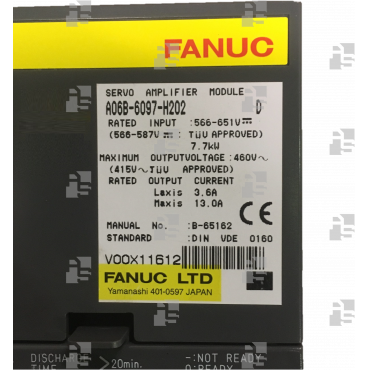 FANUC
SERVO AMPLIFIER MODULE
A06B-6097-H202 D
RATED INPUT :566-651V⎓
(566-587V⎓ :TÜV APPROVED)
7.7kW
MAXIMUM OUTPUTVOLTAGE :460V~
(415V~TÜV APPROVED)
RATED OUTPUT CURRENT
Laxis 3.6A
Maxis 13.0A
MANUAL No. :B-65162
STANDARD :DIN VDE 0160
CE
V00X11612
FANUC LTD
Yamanashi 401-0597 JAPAN
DISCHARGE >20min. -:NOT READY
TIME 0:READY